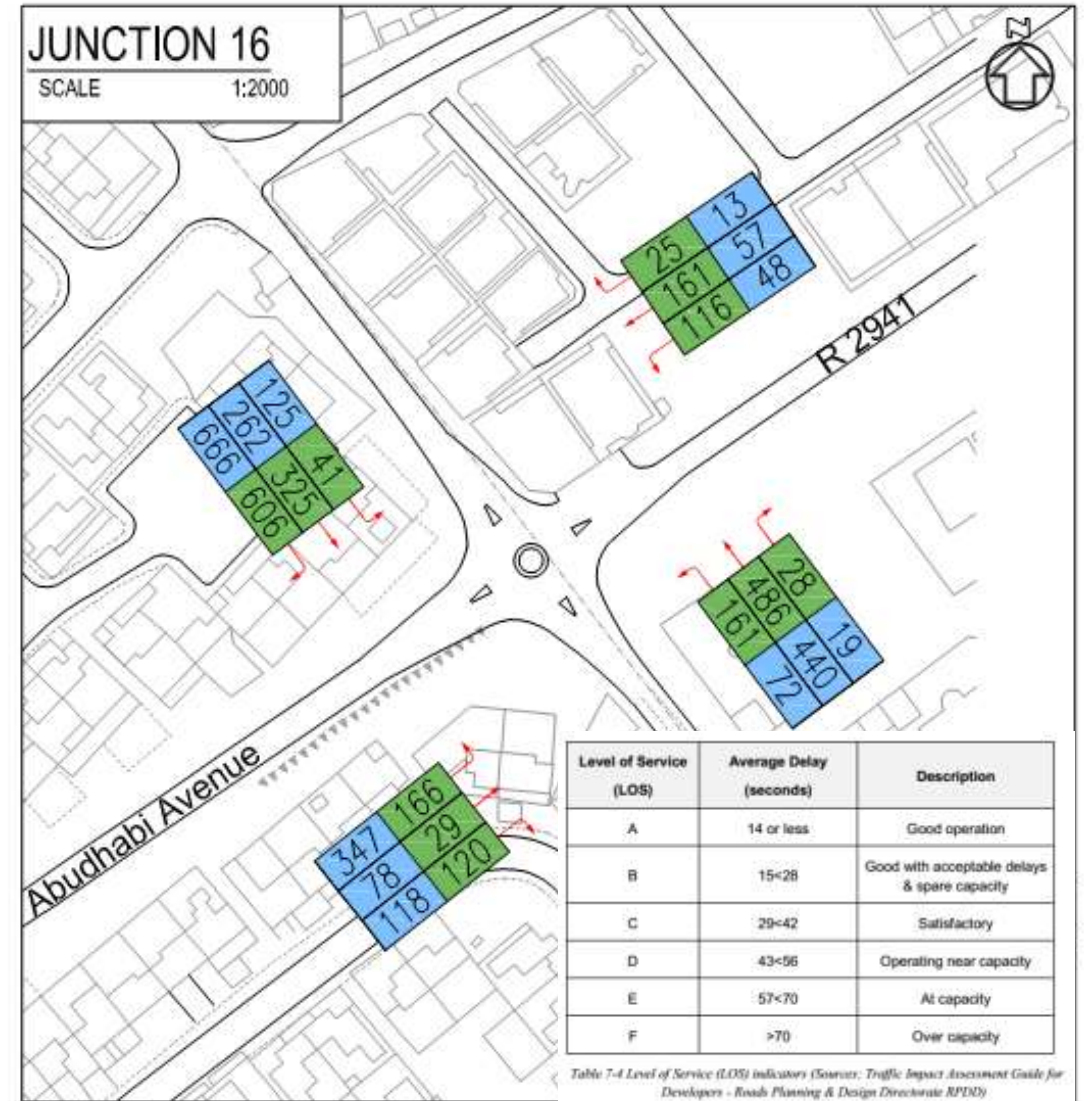 JUNCTION 16
SCALE 1:2000
N
13
25 57
161 48
116
R 2941
125
262 41
666 325
606
28
486 19
161 440
72
Abudhabi Avenue
166
347 29
78 120
118
Level of Service (LOS) Average Delay (seconds) Description
A 14 or less Good operation
B 15<28 Good with acceptable delays & spare capacity
C 29<42 Satisfactory
D 43<56 Operating near capacity
E 57<70 At capacity
F >70 Over capacity
Table 7-4 Level of Service (LOS) indicators (Sources: Traffic Impact Assessment Guide for
Developers - Roads Planning & Design Directorate RPDD)